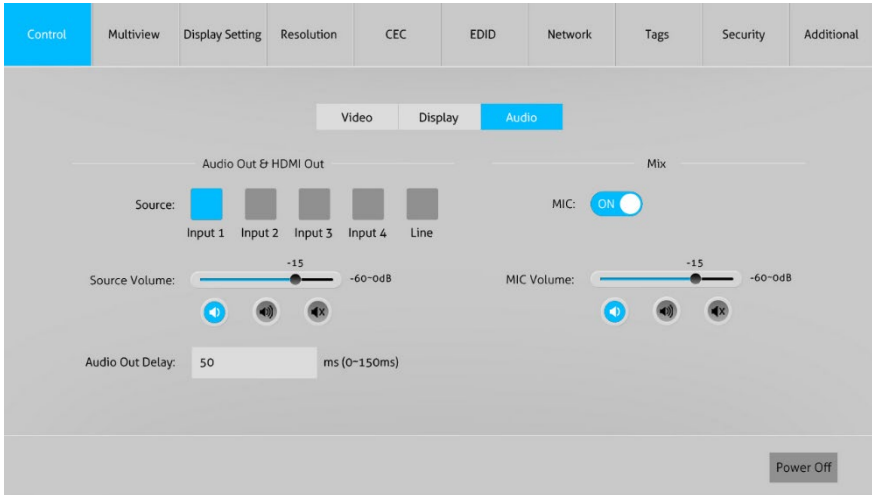 Control Multiview Display Setting Resolution CEC EDID Network Tags Security Additional
Video Display Audio
Audio Out & HDMI Out
Mix
Source:
Input 1 Input 2 Input 3 Input 4 Line
MIC: ON
-15
Source Volume: -60~0dB
-15
MIC Volume: -60~0dB
Audio Out Delay: 50 ms (0~150ms)
Power Off